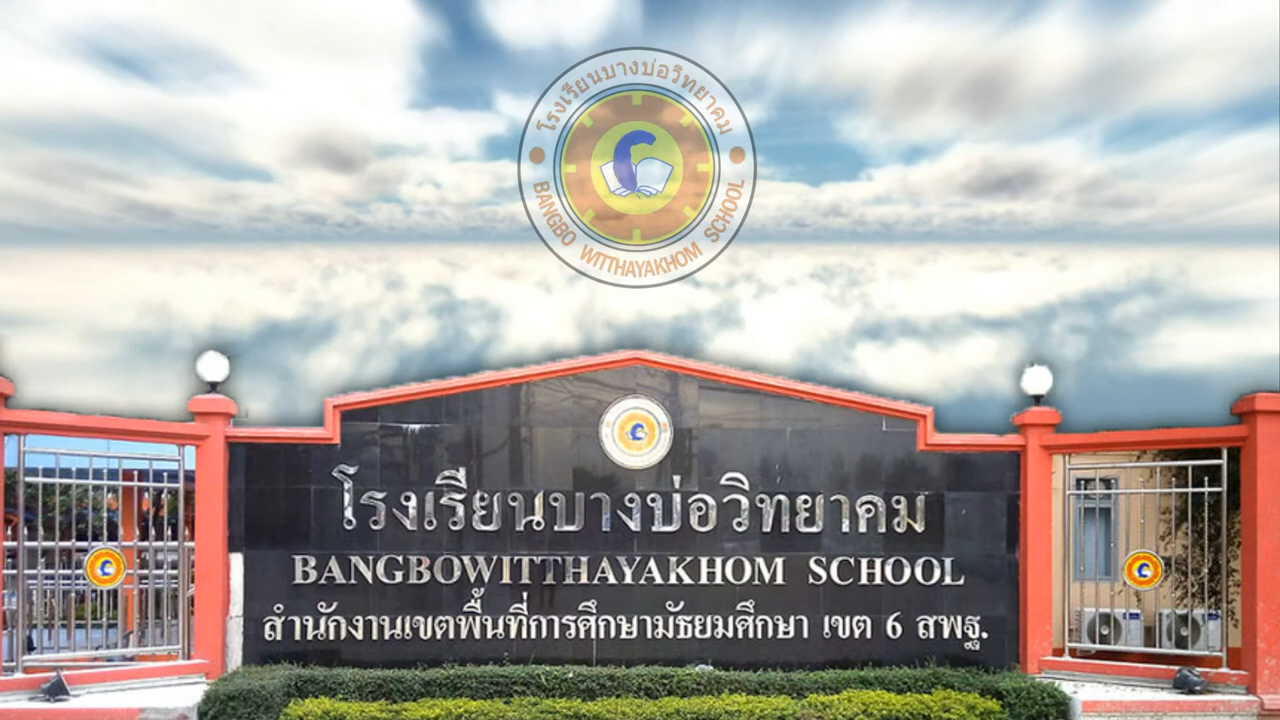 โรงเรียนบางบ่อวิทยาคม
BANGBO WITTHAYAKHOM SCHOOL
โรงเรียนบางบ่อวิทยาคม
BANGBOWITTHAYAKHOM SCHOOL
สำนักงานเขตพื้นที่การศึกษามัธยมศึกษา เขต 6 สพฐ.